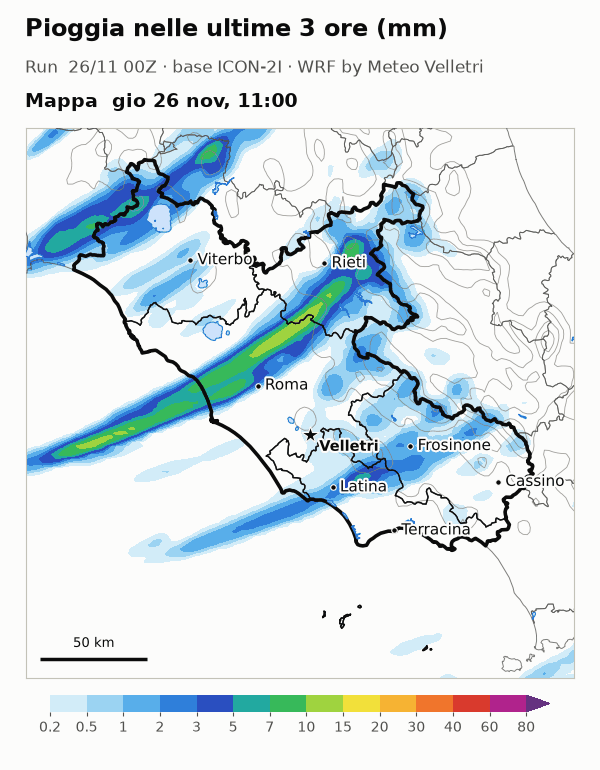 Pioggia nelle ultime 3 ore (mm)
Run 26/11 00Z · base ICON-2I · WRF by Meteo Velletri
Mappa gio 26 nov, 11:00
Viterbo
Rieti
Roma
Velletri
Frosinone
Latina
Cassino
Terracina
50 km
0.2 0.5 1 2 3 5 7 10 15 20 30 40 60 80